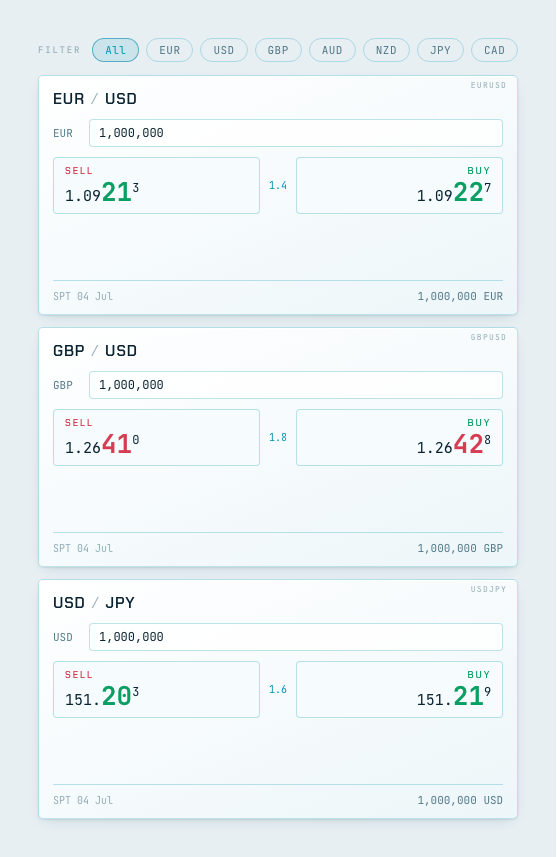 FILTER All EUR USD GBP AUD NZD JPY CAD
EURUSD
EUR / USD
EUR 1,000,000
SELL BUY
1.09213 1.4 1.09227
SPT 04 Jul 1,000,000 EUR
GBPUSD
GBP / USD
GBP 1,000,000
SELL BUY
1.26410 1.8 1.26428
SPT 04 Jul 1,000,000 GBP
USDJPY
USD / JPY
USD 1,000,000
SELL BUY
151.203 1.6 151.219
SPT 04 Jul 1,000,000 USD